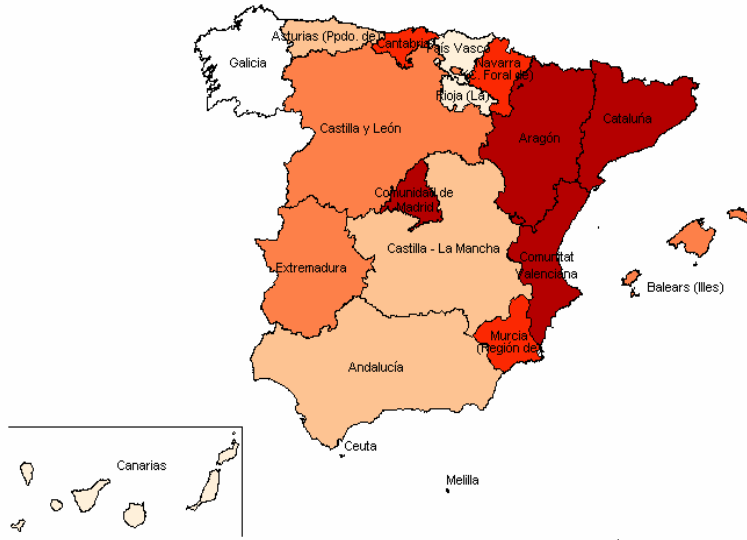 Asturias (Ppdo. de)
Cantabria
País Vasco
Galicia
Navarra
(C. Foral de)
Rioja (La)
Cataluña
Castilla y León
Aragón
Comunidad de
Madrid
Castilla - La Mancha
Comunitat
Valenciana
Extremadura
Balears (Illes)
Murcia
(Región de)
Andalucía
Ceuta
Canarias
Melilla